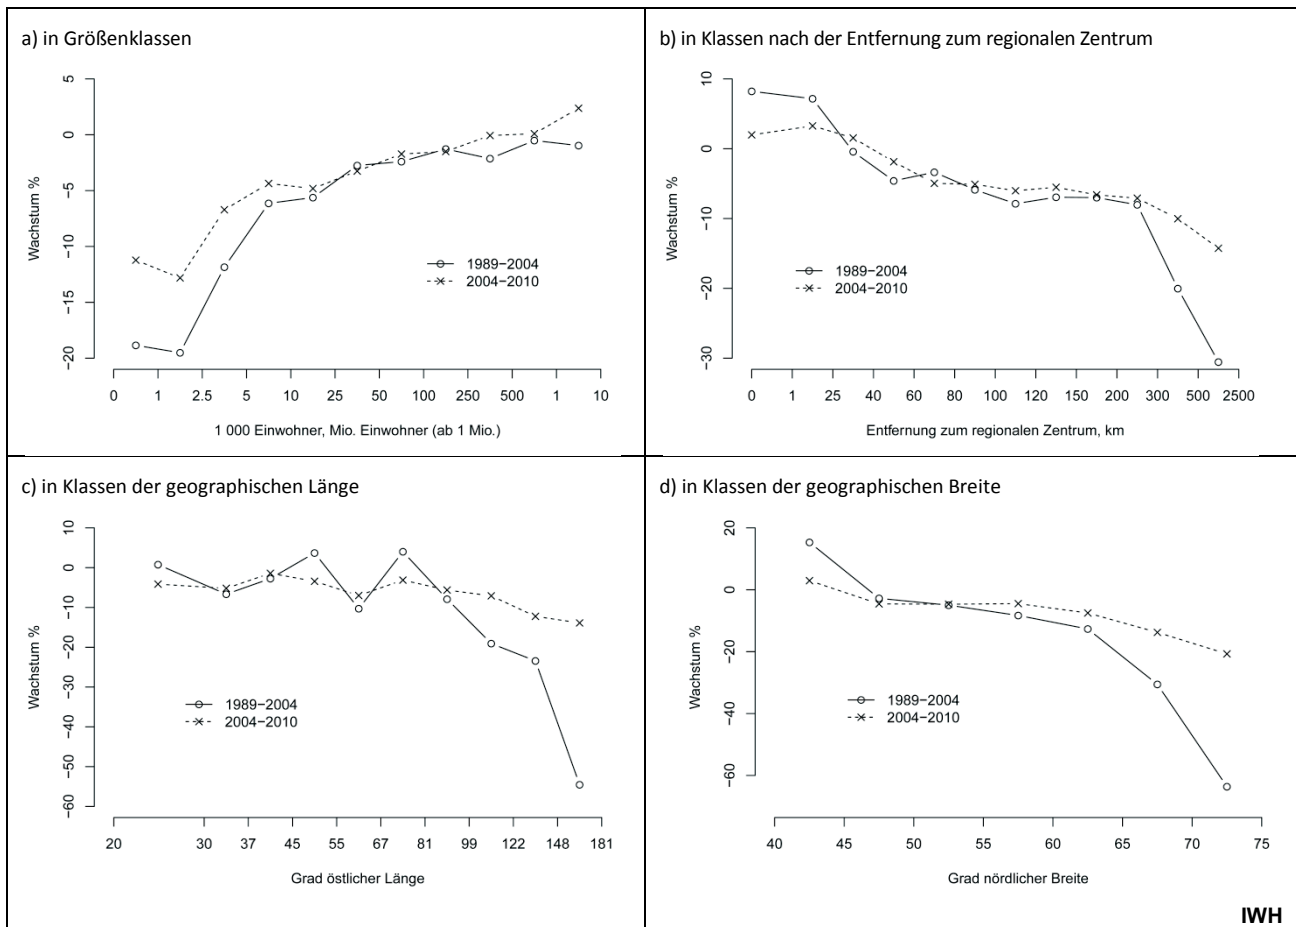 a) in Größenklassen
5
0
−5
−10
−15
−20
Wachstum %
1989−2004
2004−2010
0 1 2.5 5 10 25 50 100 250 500 1 10
1 000 Einwohner, Mio. Einwohner (ab 1 Mio.)
b) in Klassen nach der Entfernung zum regionalen Zentrum
10
0
−10
−20
−30
Wachstum %
1989−2004
2004−2010
0 1 25 40 60 80 100 120 150 200 300 500 2500
Entfernung zum regionalen Zentrum, km
c) in Klassen der geographischen Länge
10
0
−10
−20
−30
−40
−50
−60
Wachstum %
1989−2004
2004−2010
20 30 37 45 55 67 81 99 122 148 181
Grad östlicher Länge
d) in Klassen der geographischen Breite
20
0
−20
−40
−60
Wachstum %
1989−2004
2004−2010
40 45 50 55 60 65 70 75
Grad nördlicher Breite
IWH